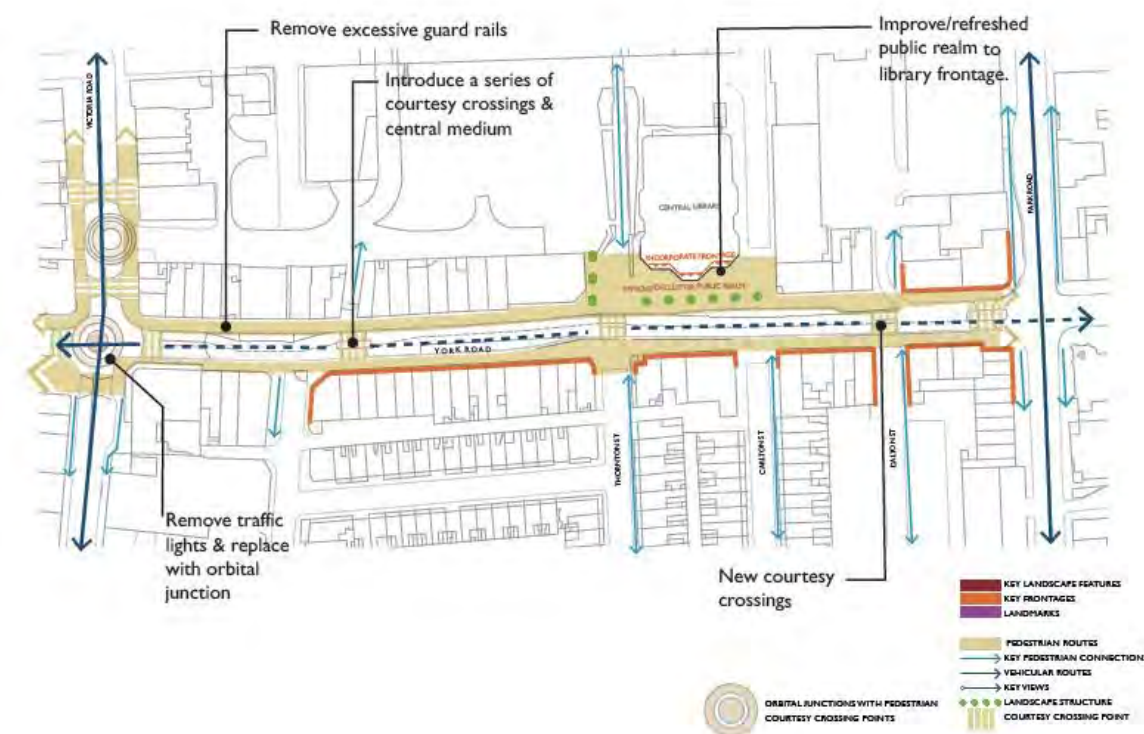 Remove excessive guard rails
Introduce a series of
courtesy crossings &
central medium
Improve/refreshed
public realm to
library frontage.
VICTORIA ROAD
CENTRAL LIBRARY
INCORPORATE FRONTAGE
PUBLIC REALM
YORK ROAD
PARK ROAD
THORNTON ST
CARLTON ST
DALTON ST
Remove traffic
lights & replace
with orbital
junction
New courtesy
crossings
KEY LANDSCAPE FEATURES
KEY FRONTAGES
LANDMARKS
PEDESTRIAN ROUTES
KEY PEDESTRIAN CONNECTION
VEHICULAR ROUTES
KEY VIEWS
LANDSCAPE STRUCTURE
COURTESY CROSSING POINT
ORBITAL JUNCTIONS WITH PEDESTRIAN
COURTESY CROSSING POINTS